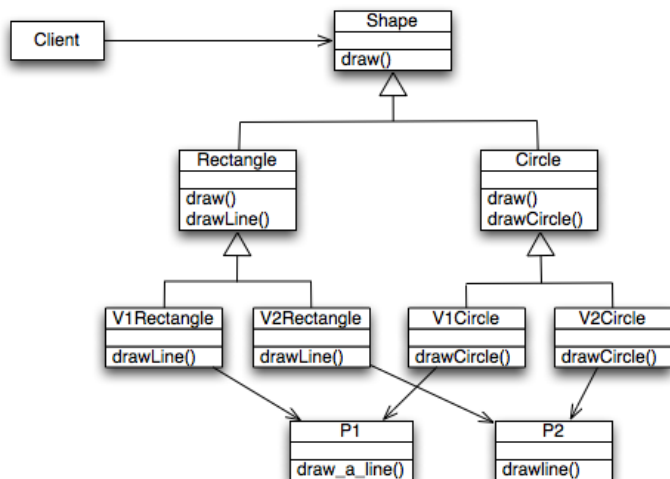 Client
Shape
draw()
Rectangle
draw()
drawLine()
Circle
draw()
drawCircle()
V1Rectangle
drawLine()
V2Rectangle
drawLine()
V1Circle
drawCircle()
V2Circle
drawCircle()
P1
draw_a_line()
P2
drawline()